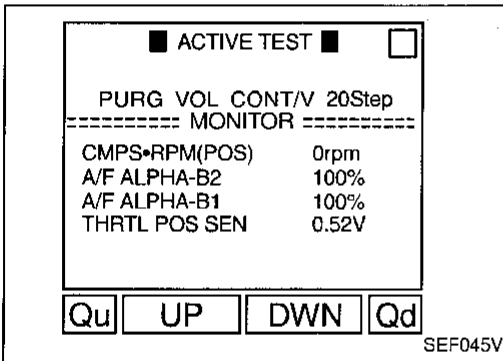 ■ ACTIVE TEST ■ □
PURG VOL CONT/V 20Step
========== MONITOR ==========
CMPS•RPM(POS) 0rpm
A/F ALPHA-B2 100%
A/F ALPHA-B1 100%
THRTL POS SEN 0.52V
Qu UP DWN Qd
SEF045V